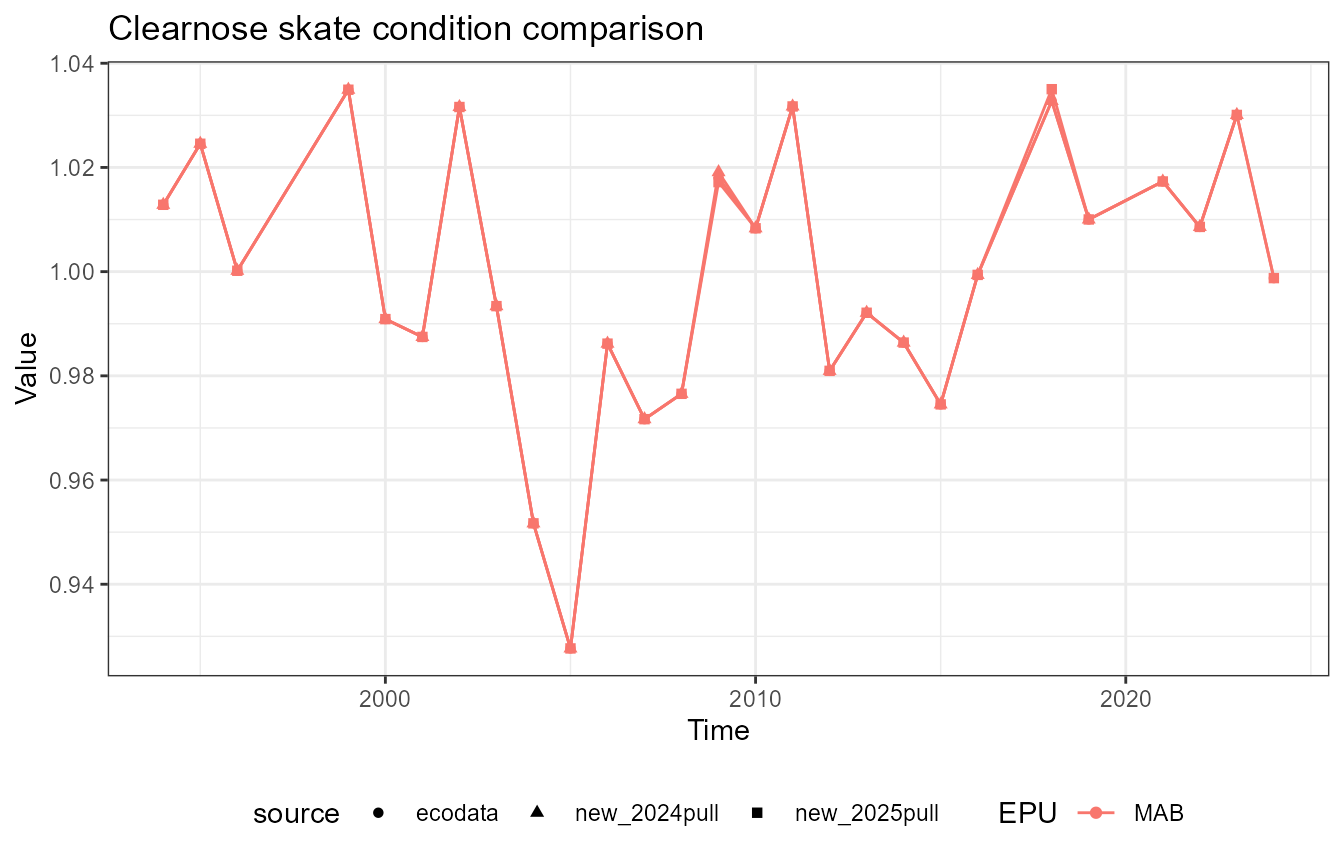 Clearnose skate condition comparison
1.04
1.02
1.00
0.98
0.96
0.94
Value
2000 2010 2020
Time
source ecodata new_2024pull new_2025pull EPU MAB